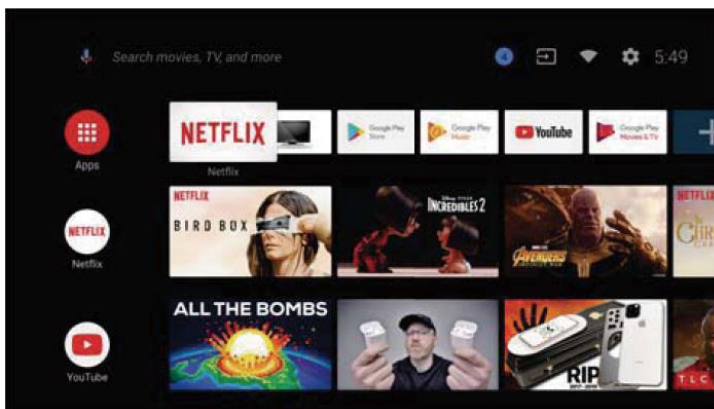 Search movies, TV, and more
4
5:49
Apps
NETFLIX
Google Play
Store
Google Play
Music
YouTube
Google Play
Movies & TV
Netflix
NETFLIX
Netflix
NETFLIX
BIRD BOX
INCREDIBLES 2
AVENGERS
NETFLIX
YouTube
ALL THE BOMBS
RIP
TLC